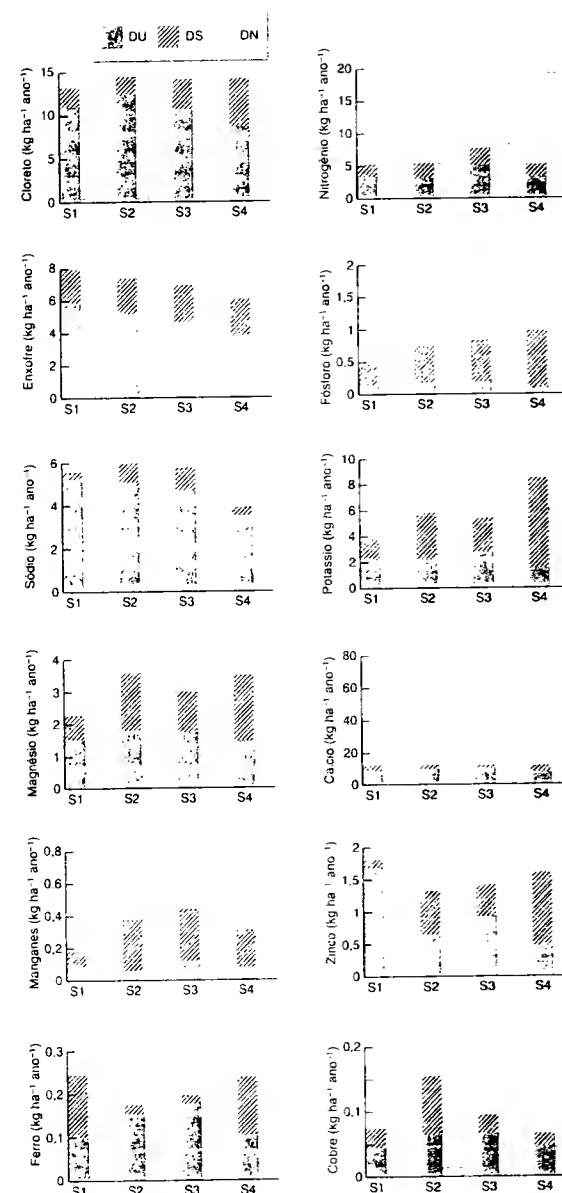 DU DS DN
Cloreto (kg ha⁻¹ ano⁻¹)
15
10
5
0
S1 S2 S3 S4
Nitrogênio (kg ha⁻¹ ano⁻¹)
20
15
10
5
0
S1 S2 S3 S4
Enxofre (kg ha⁻¹ ano⁻¹)
8
6
4
2
0
S1 S2 S3 S4
Fósforo (kg ha⁻¹ ano⁻¹)
2
1,5
1
0.5
0
S1 S2 S3 S4
Sódio (kg ha⁻¹ ano⁻¹)
6
4
2
0
S1 S2 S3 S4
Potassio (kg ha⁻¹ ano⁻¹)
10
8
6
4
2
0
S1 S2 S3 S4
Magnésio (kg ha⁻¹ ano⁻¹)
4
3
2
1
0
S1 S2 S3 S4
Calcio (kg ha⁻¹ ano⁻¹)
80
60
40
20
0
S1 S2 S3 S4
Manganes (kg ha⁻¹ ano⁻¹)
0.8
0.6
0.4
0,2
0
S1 S2 S3 S4
Zinco (kg ha⁻¹ ano⁻¹)
2
1,5
1
0,5
0
S1 S2 S3 S4
Ferro (kg ha⁻¹ ano⁻¹)
0.3
0.2
0,1
0
S1 S2 S3 S4
Cobre (kg ha⁻¹ ano⁻¹)
0,2
0,1
0
S1 S2 S3 S4